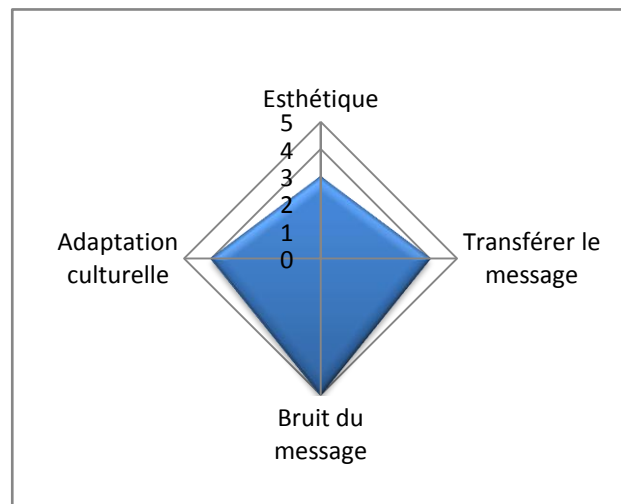 Esthétique
5
4
3
2
1
0
Adaptation
culturelle
Transférer le
message
Bruit du
message